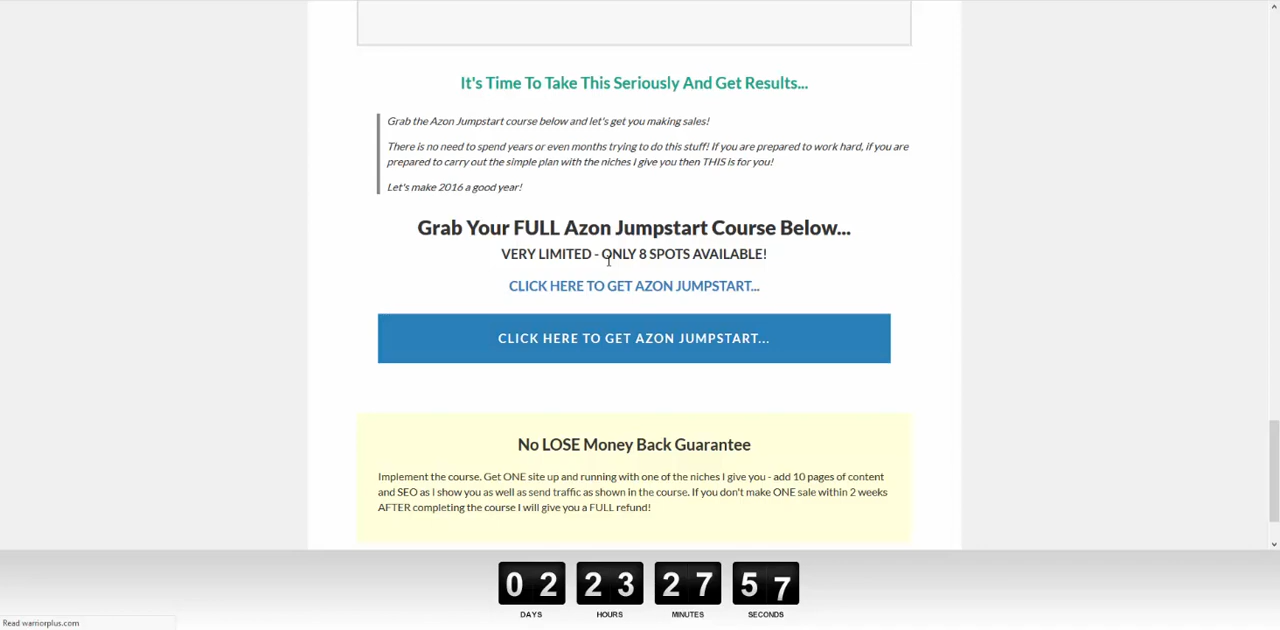 It's Time To Take This Seriously And Get Results...
Grab the Azon Jumpstart course below and let's get you making sales!
There is no need to spend years or even months trying to do this stuff! If you are prepared to work hard, if you are
prepared to carry out the simple plan with the niches I give you then THIS is for you!
Let's make 2016 a good year!
Grab Your FULL Azon Jumpstart Course Below...
VERY LIMITED - ONLY 8 SPOTS AVAILABLE!
CLICK HERE TO GET AZON JUMPSTART...
CLICK HERE TO GET AZON JUMPSTART...
No LOSE Money Back Guarantee
Implement the course. Get ONE site up and running with one of the niches I give you - add 10 pages of content
and SEO as I show you as well as send traffic as shown in the course. If you don't make ONE sale within 2 weeks
AFTER completing the course I will give you a FULL refund!
02 23 27 57
DAYS HOURS MINUTES SECONDS
Read warriorplus.com